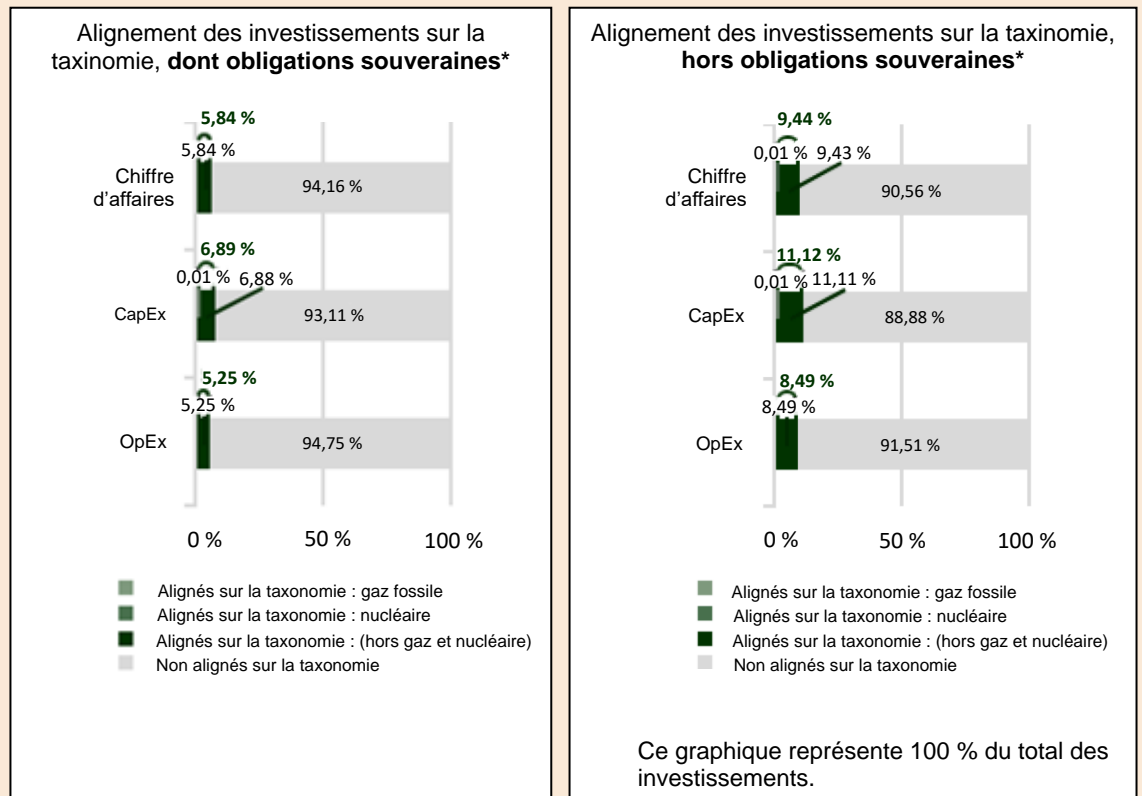 Alignement des investissements sur la
taxinomie, dont obligations souveraines*
5,84 %
5,84 %
Chiffre
d'affaires
94,16 %
6,89 %
0,01 % 6,88 %
CapEx
93,11 %
5,25 %
5,25 %
OpEx
94,75 %
0 % 50 % 100 %
Alignés sur la taxonomie : gaz fossile
Alignés sur la taxonomie : nucléaire
Alignés sur la taxonomie : (hors gaz et nucléaire)
Non alignés sur la taxonomie
Alignement des investissements sur la taxinomie,
hors obligations souveraines*
9,44 %
0,01 % 9,43 %
Chiffre
d'affaires
90,56 %
11,12 %
0,01 % 11,11 %
CapEx
88,88 %
8,49 %
8,49 %
OpEx
91,51 %
0 % 50 % 100 %
Alignés sur la taxonomie : gaz fossile
Alignés sur la taxonomie : nucléaire
Alignés sur la taxonomie : (hors gaz et nucléaire)
Non alignés sur la taxonomie
Ce graphique représente 100 % du total des
investissements.